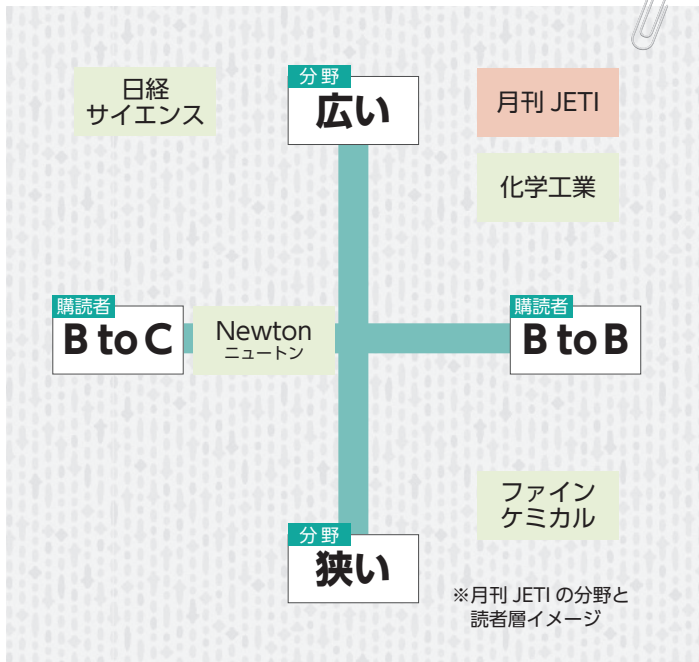 日経
サイエンス
分野
広い
月刊 JETI
化学工業
購読者
B to C
Newton
ニュートン
購読者
B to B
ファイン
ケミカル
分野
狭い
※月刊 JETI の分野と
読者層イメージ